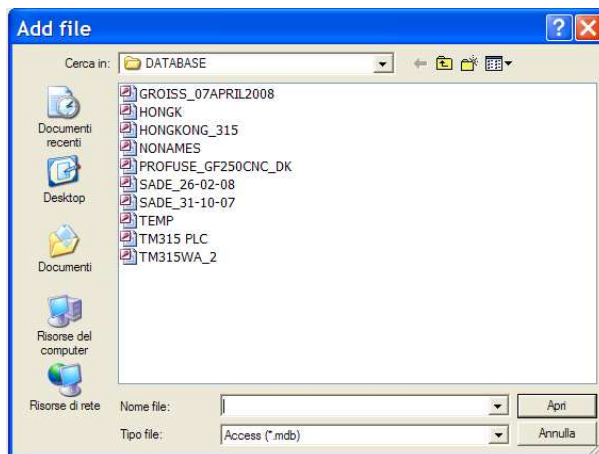 Add file
Cerca in:
DATABASE
GROISS_07APRIL2008
HONGK
HONGKONG_315
NONAMES
PROFUSE_GF250CNC_DK
SADE_26-02-08
SADE_31-10-07
TEMP
TM315 PLC
TM315WA_2
Documenti
recenti
Desktop
Documenti
Risorse del
computer
Risorse di rete
Nome file:
Apri
Tipo file:
Access (*.mdb)
Annulla